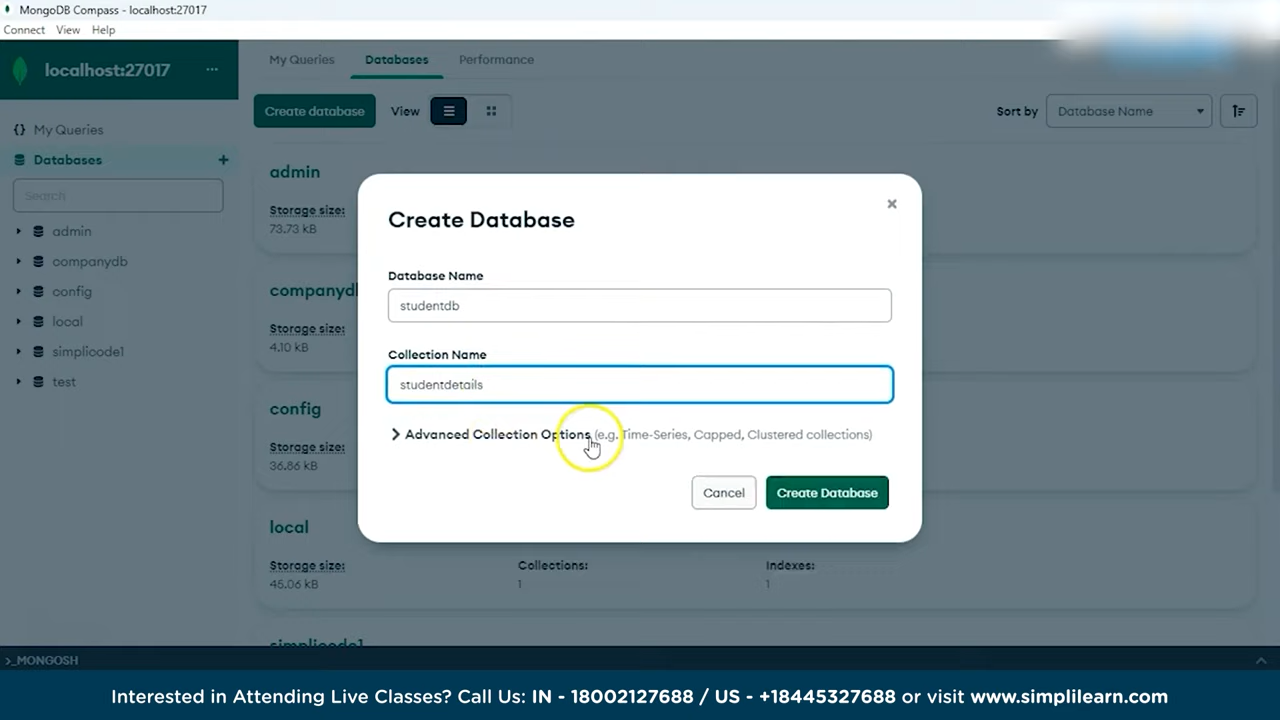 MongoDB Compass - localhost:27017
Connect View Help
localhost:27017 ...
My Queries Databases Performance
Create database View Sort by Database Name
{} My Queries
Databases +
Search
admin
companydb
config
local
simplicode1
test
admin
Storage size:
73.73 kB
companydb
Storage size:
4.10 kB
config
Storage size:
36.86 kB
local
Storage size: Collections: Indexes:
45.06 kB 1 1
simplicode1
Create Database ×
Database Name
studentdb
Collection Name
studentdetails
Advanced Collection Options (e.g. Time-Series, Capped, Clustered collections)
Cancel Create Database
>_MONGOSH
Interested in Attending Live Classes? Call Us: IN - 18002127688 / US - +18445327688 or visit www.simplilearn.com